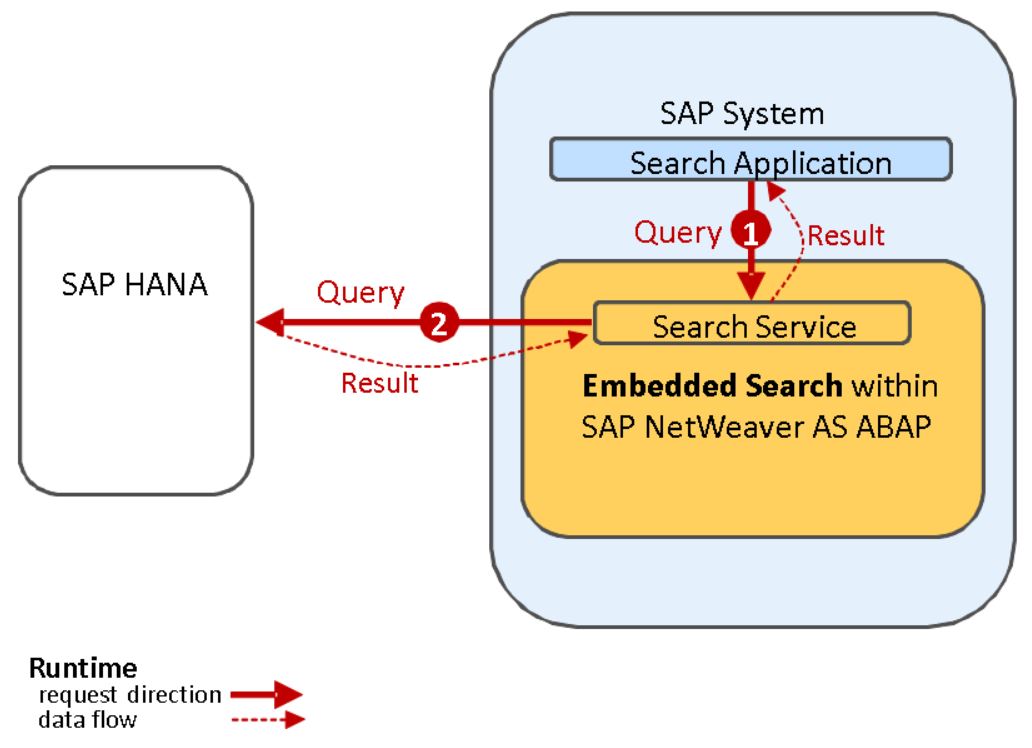 SAP System
Search Application
Query 1 Result
SAP HANA
Query
2
Search Service
Result
Embedded Search within
SAP NetWeaver AS ABAP
Runtime
request direction
data flow